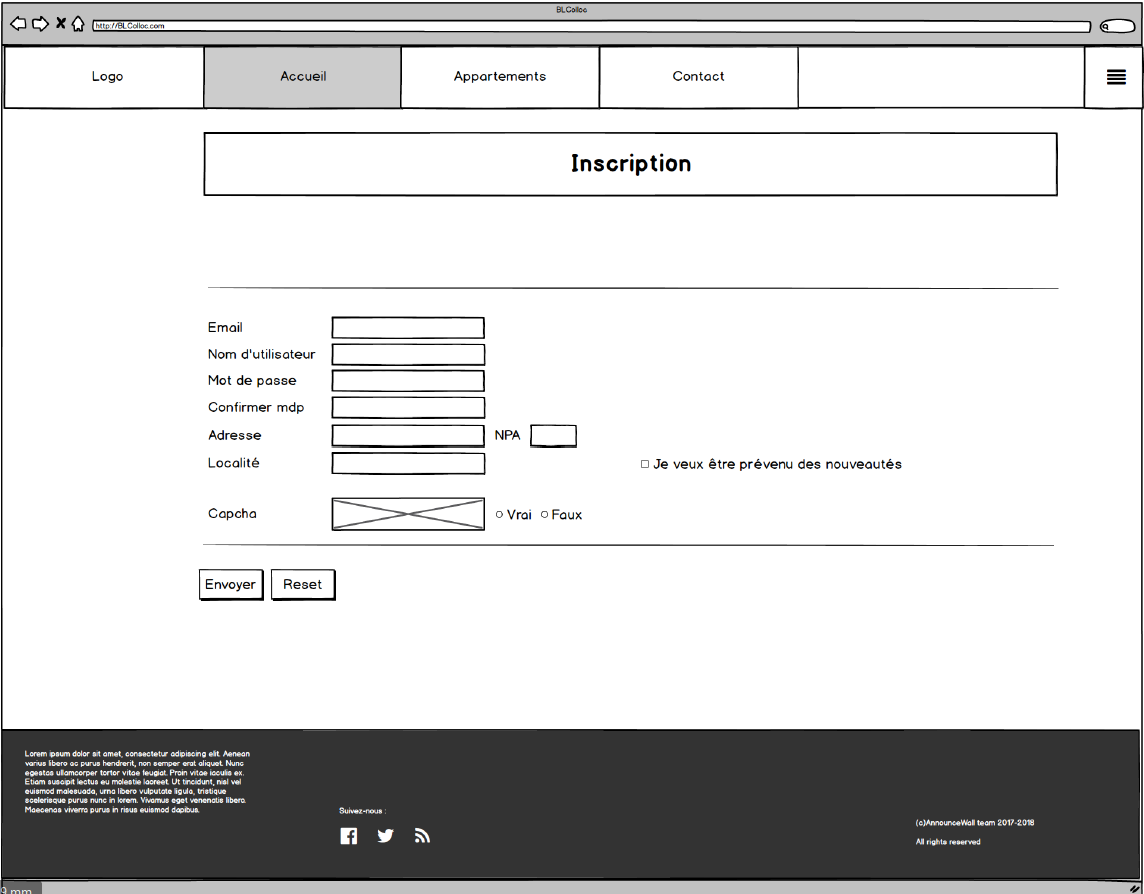 BLColloc
http://BLColloc.com
Logo Accueil Appartements Contact
Inscription
Email
Nom d'utilisateur
Mot de passe
Confirmer mdp
Adresse NPA
Localité Je veux être prévenu des nouveautés
Capcha Vrai Faux
Envoyer Reset
Lorem ipsum dolor sit amet, consectetur adipiscing elit. Aenean
varius libero ac purus hendrerit, non semper erat aliquet. Nunc
egestas ullamcorper tortor vitae feugiat. Proin vitae iaculis ex.
Etiam suscipit lectus eu molestie laoreet. Ut tincidunt, nisl vel
euismod malesuada, urna libero vulputate ligula, tristique
scelerisque purus nunc in lorem. Vivamus eget venenatis libero.
Maecenas viverra purus in risus euismod dapibus.
Suivez-nous :
(c)AnnounceWall team 2017-2018
All rights reserved
9 mm